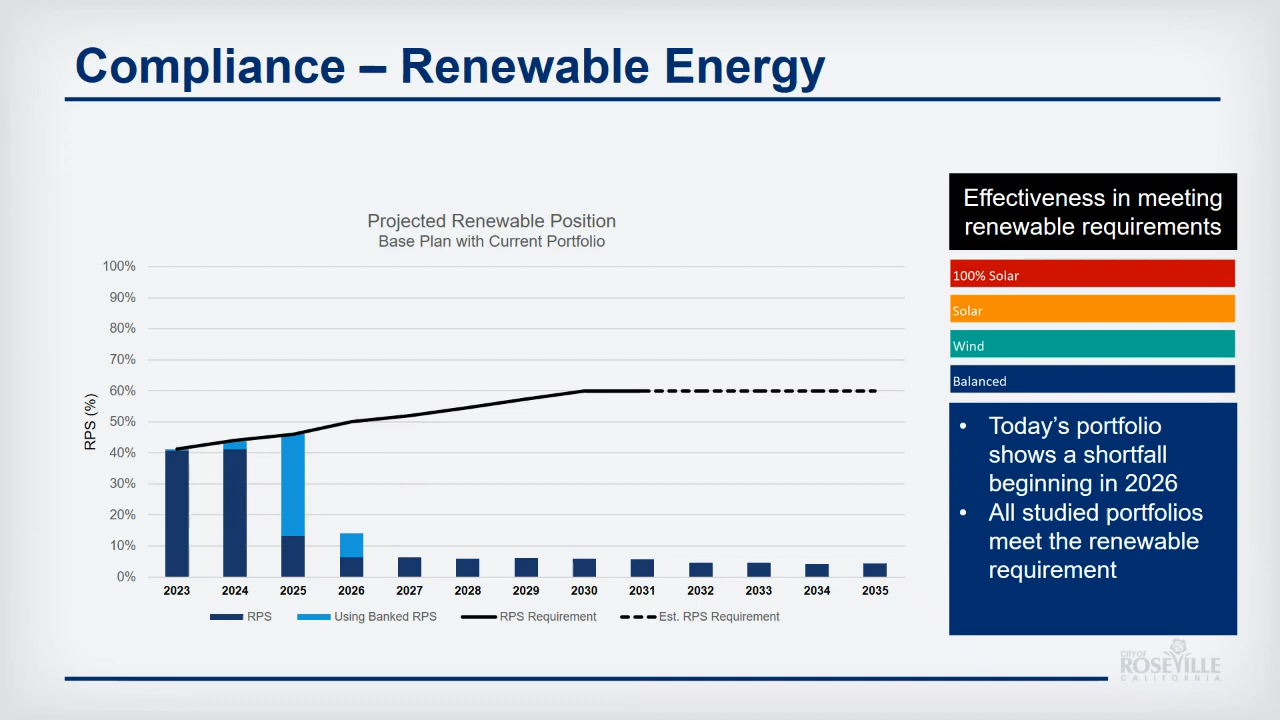 Compliance – Renewable Energy
Projected Renewable Position
Base Plan with Current Portfolio
100%
90%
80%
70%
60%
50%
40%
30%
20%
10%
0%
RPS (%)
2023 2024 2025 2026 2027 2028 2029 2030 2031 2032 2033 2034 2035
RPS Using Banked RPS RPS Requirement Est. RPS Requirement
Effectiveness in meeting
renewable requirements
100% Solar
Solar
Wind
Balanced
• Today’s portfolio
shows a shortfall
beginning in 2026
• All studied portfolios
meet the renewable
requirement
CITY OF
ROSEVILLE
CALIFORNIA